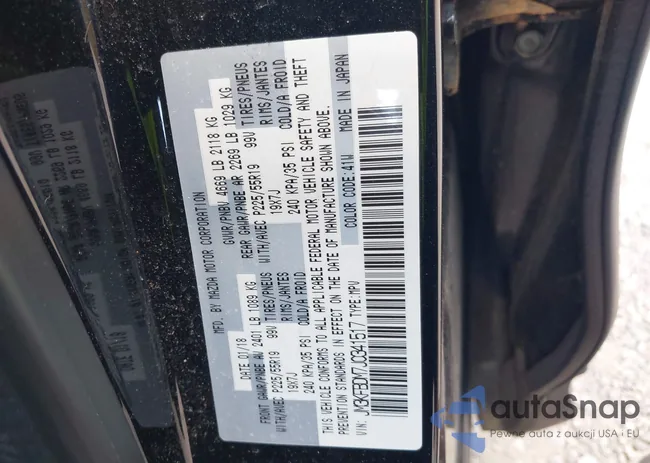 MFD. BY MAZDA MOTOR CORPORATION
DATE 01/18 GVWR/PNBV 4669 LB 2118 KG
FRONT GAWR/PNBE AV 2401 LB 1089 KG REAR GAWR/PNBE AR 2269 LB 1029 KG
WITH/AVEC P225/55R19 99V TIRES/PNEUS WITH/AVEC P225/55R19 99V TIRES/PNEUS
19X7J RIMS/JANTES 19X7J RIMS/JANTES
240 KPA/35 PSI COLD/A FROID 240 KPA/35 PSI COLD/A FROID
THIS VEHICLE CONFORMS TO ALL APPLICABLE FEDERAL MOTOR VEHICLE SAFETY AND THEFT
PREVENTION STANDARDS IN EFFECT ON THE DATE OF MANUFACTURE SHOWN ABOVE.
VIN: JM3KFBDM7J0341517 TYPE:MPV COLOR CODE:41W MADE IN JAPAN
autoSnap
Pewne auta z aukcji USA i EU